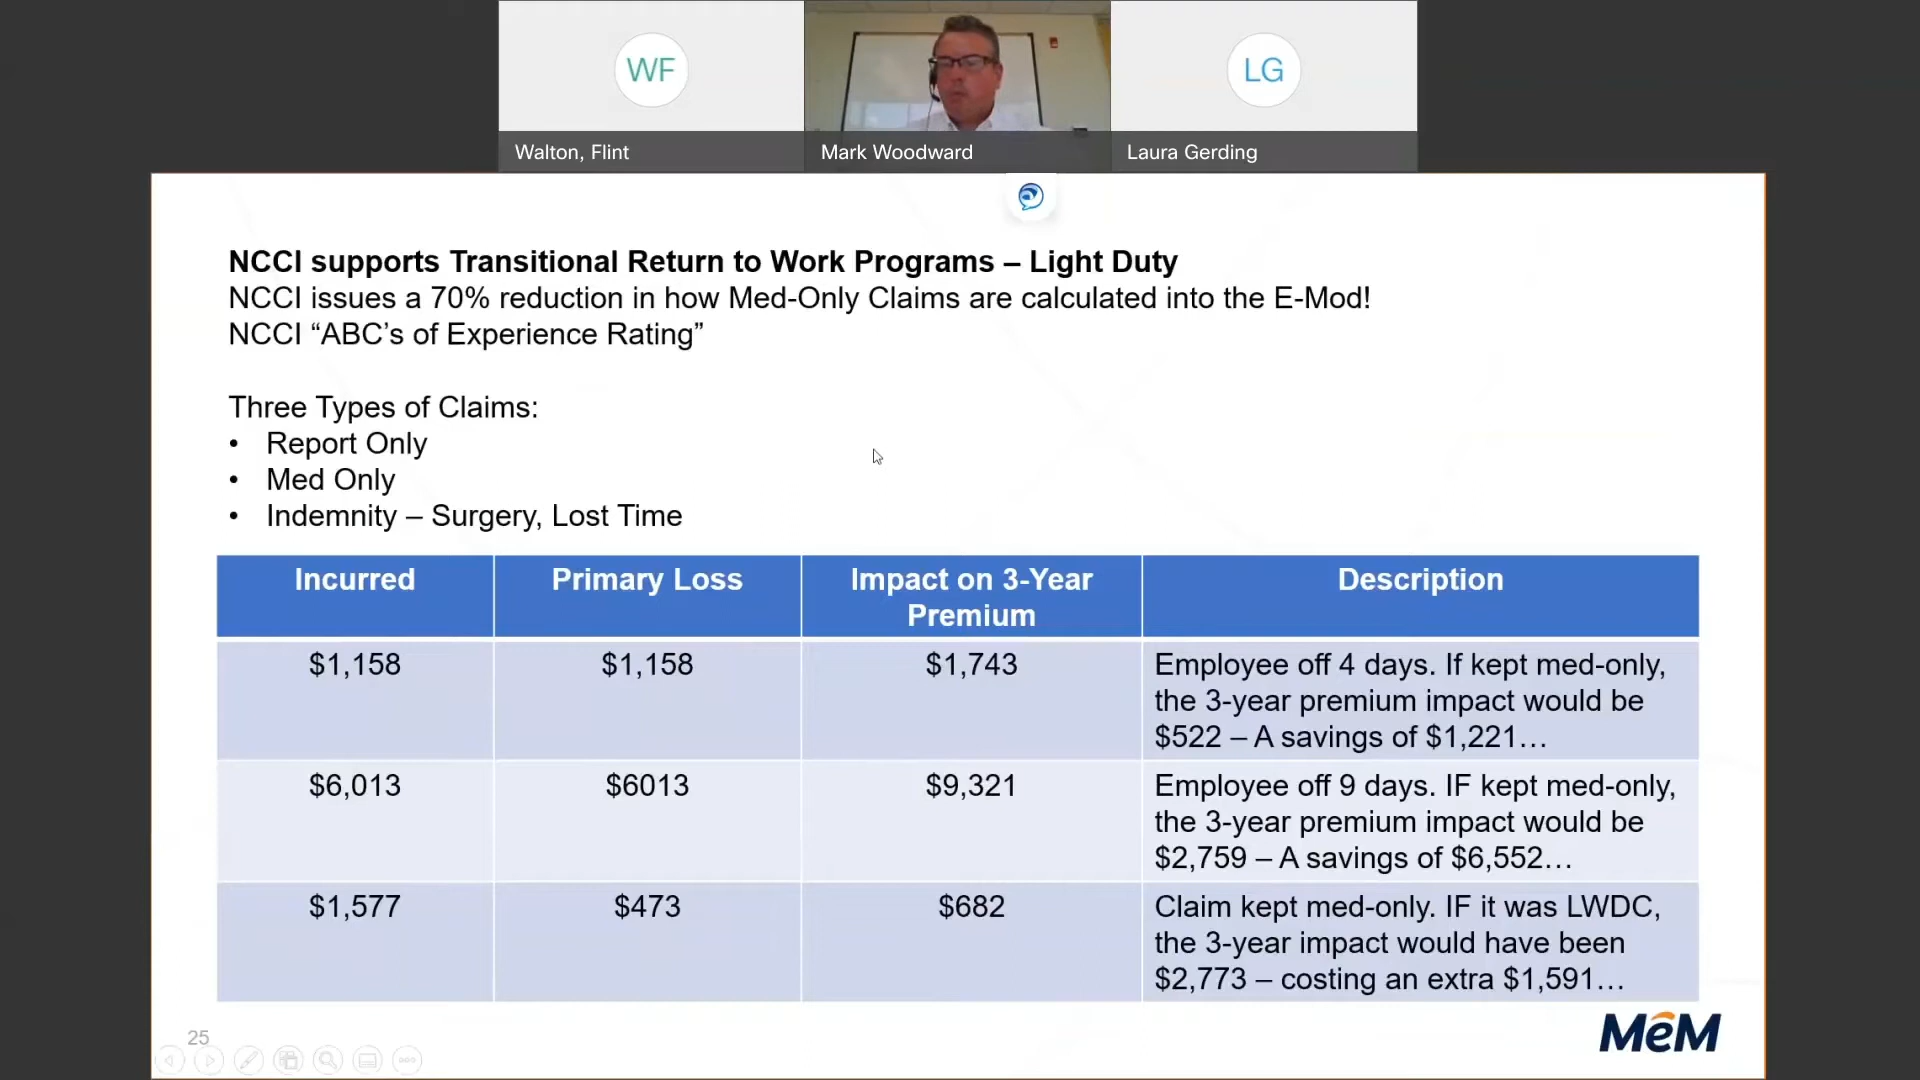 WF
LG
Walton, Flint
Mark Woodward
Laura Gerding
NCCI supports Transitional Return to Work Programs – Light Duty
NCCI issues a 70% reduction in how Med-Only Claims are calculated into the E-Mod!
NCCI “ABC’s of Experience Rating”
Three Types of Claims:
• Report Only
• Med Only
• Indemnity – Surgery, Lost Time
Incurred
Primary Loss
Impact on 3-Year
Premium
Description
$1,158
$1,158
$1,743
Employee off 4 days. If kept med-only,
the 3-year premium impact would be
$522 – A savings of $1,221…
$6,013
$6013
$9,321
Employee off 9 days. IF kept med-only,
the 3-year premium impact would be
$2,759 – A savings of $6,552…
$1,577
$473
$682
Claim kept med-only. IF it was LWDC,
the 3-year impact would have been
$2,773 – costing an extra $1,591…
25
MeM